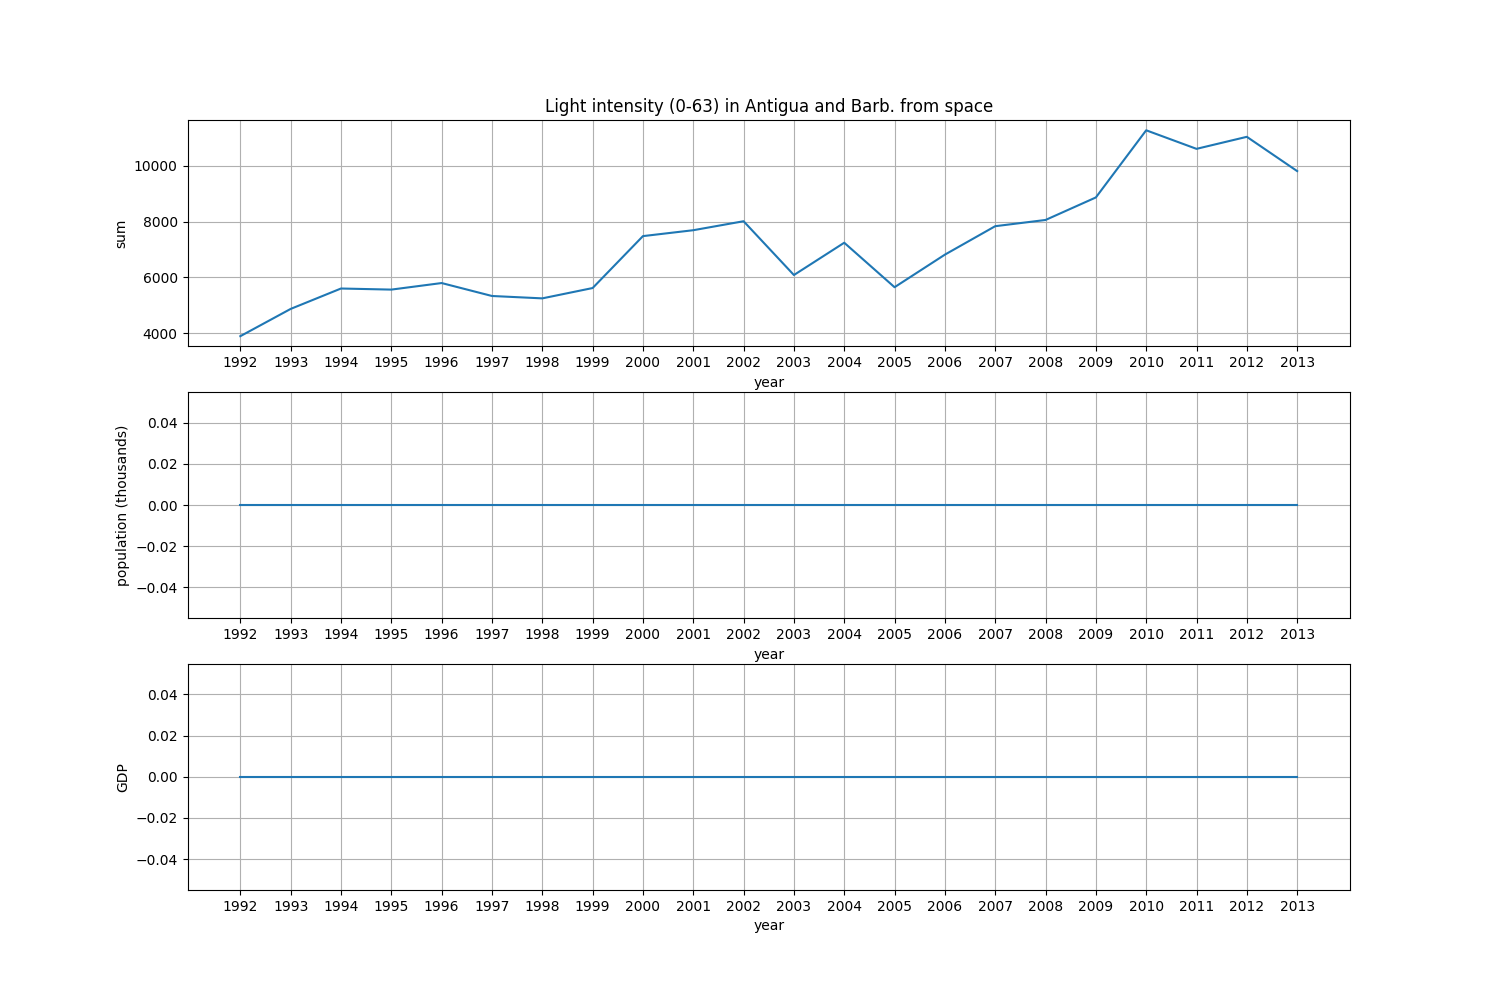 Light intensity (0-63) in Antigua and Barb. from space
10000
8000
6000
4000
sum
1992 1993 1994 1995 1996 1997 1998 1999 2000 2001 2002 2003 2004 2005 2006 2007 2008 2009 2010 2011 2012 2013
year
0.04
0.02
0.00
−0.02
−0.04
population (thousands)
1992 1993 1994 1995 1996 1997 1998 1999 2000 2001 2002 2003 2004 2005 2006 2007 2008 2009 2010 2011 2012 2013
year
0.04
0.02
0.00
−0.02
−0.04
GDP
1992 1993 1994 1995 1996 1997 1998 1999 2000 2001 2002 2003 2004 2005 2006 2007 2008 2009 2010 2011 2012 2013
year